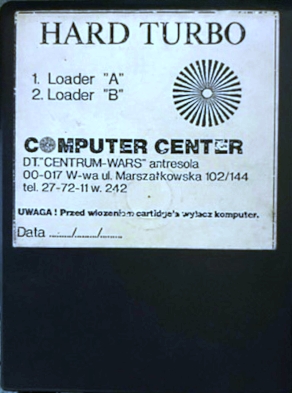 HARD TURBO
1. Loader "A"
2. Loader "B"
COMPUTER CENTER
DT."CENTRUM-WARS" antresola
00-017 W-wa ul. Marszałkowska 102/144
tel. 27-72-11 w. 242
UWAGA ! Przed włożeniem cartidge's wyłącz komputer.
Data ......./......./.......